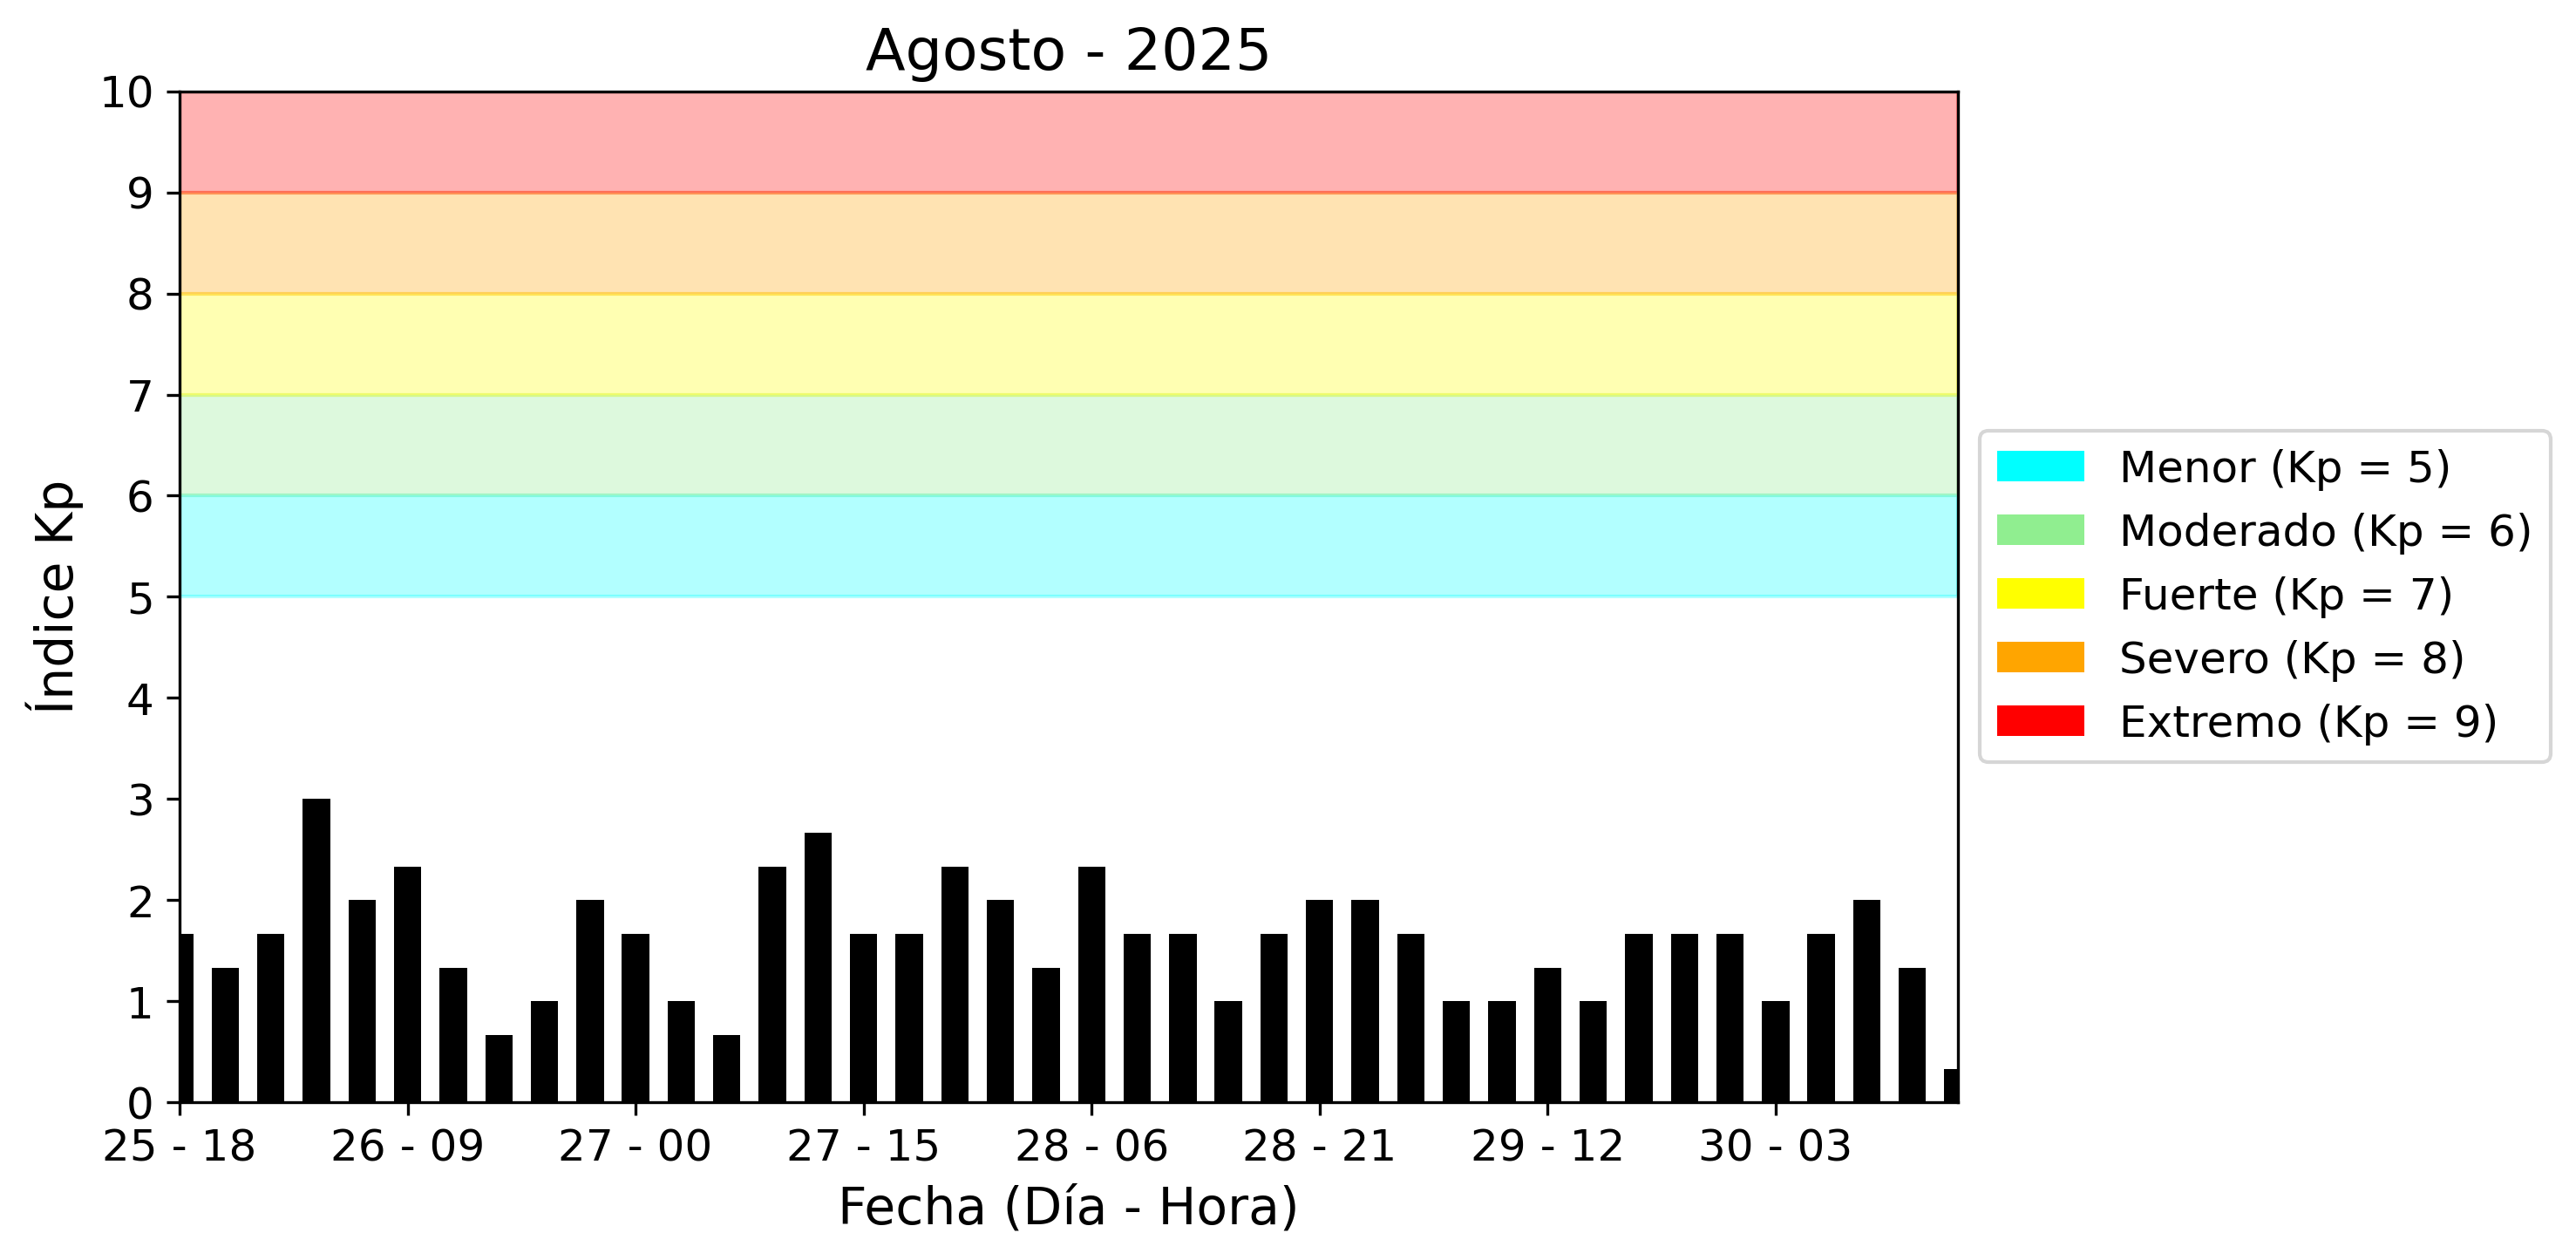 Agosto - 2025
10
9
8
7
6
5
4
3
2
1
0
Índice Kp
25 - 18
26 - 09
27 - 00
27 - 15
28 - 06
28 - 21
29 - 12
30 - 03
Fecha (Día - Hora)
Menor (Kp = 5)
Moderado (Kp = 6)
Fuerte (Kp = 7)
Severo (Kp = 8)
Extremo (Kp = 9)